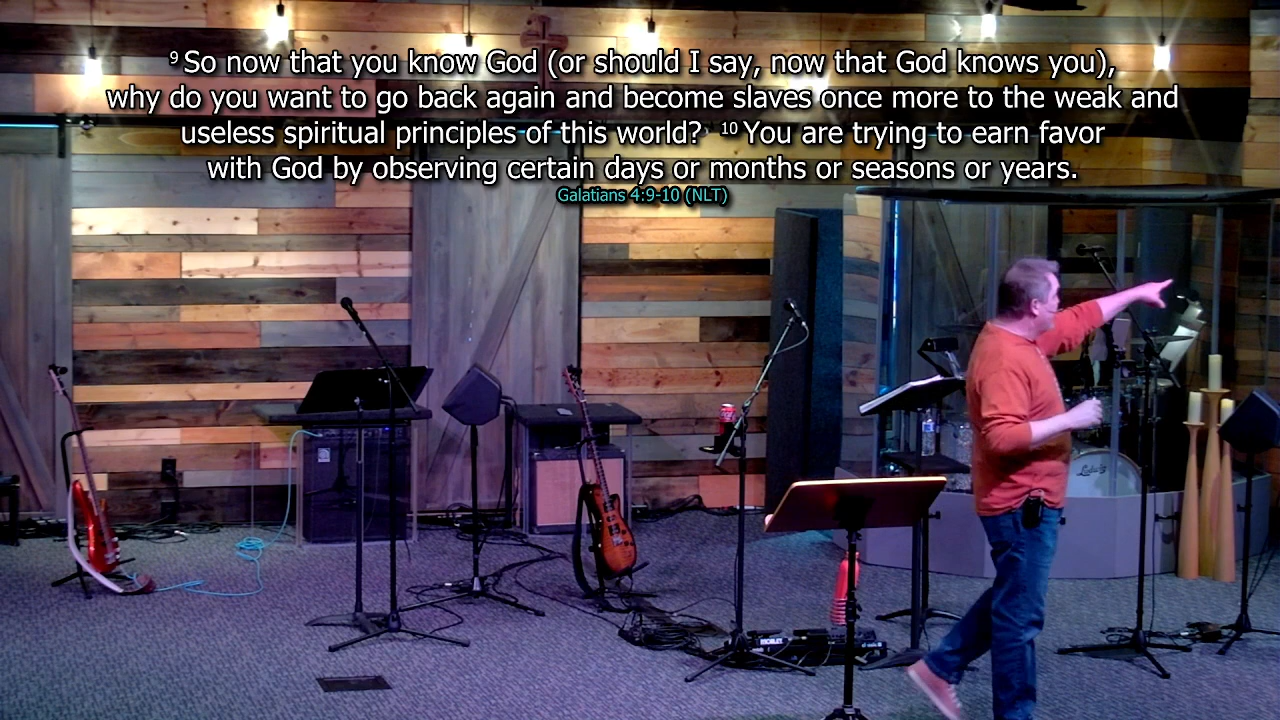 ⁹ So now that you know God (or should I say, now that God knows you),
why do you want to go back again and become slaves once more to the weak and
useless spiritual principles of this world? ¹⁰ You are trying to earn favor
with God by observing certain days or months or seasons or years.
Galatians 4:9-10 (NLT)
Ludwig
MORLEY